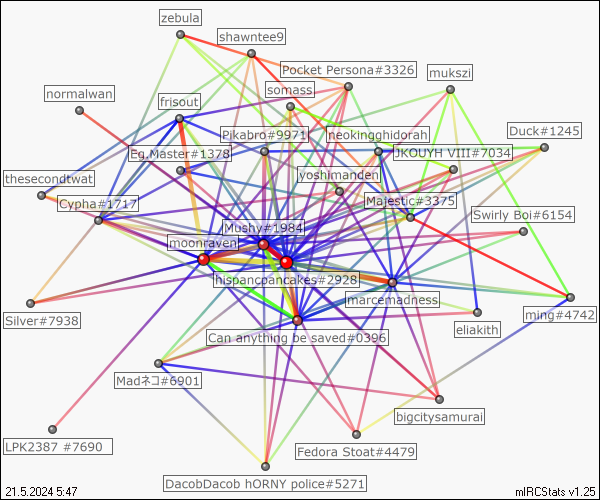 zebula
shawntee9
Pocket Persona#3326
mukszi
normalwan
somass
frisout
Pikabro#9971
neokingghidorah
Duck#1245
Eg.Master#1378
JKOUYH VIII#7034
thesecondtwat
yoshimanden
Cypha#1717
Majestic#3375
Swirly Boi#6154
Mushy#1984
moonraven
hispancpancakes#2928
marcemadness
Silver#7938
ming#4742
eliakith
Can anything be saved#0396
Madネコ#6901
bigcitysamurai
LPK2387 #7690
Fedora Stoat#4479
DacobDacob hORNY police#5271
21.5.2024 5:47
mIRCStats v1.25